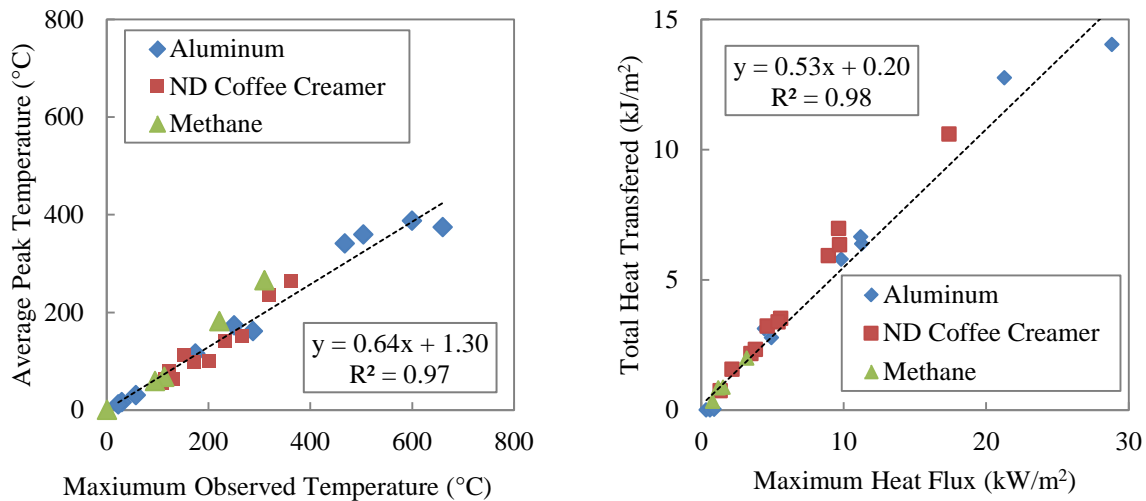 800
600
400
200
0
Average Peak Temperature (°C)
Aluminum
ND Coffee Creamer
Methane
y = 0.64x + 1.30
R² = 0.97
0 200 400 600 800
Maxiumum Observed Temperature (°C)
15
10
5
0
Total Heat Transfered (kJ/m²)
y = 0.53x + 0.20
R² = 0.98
Aluminum
ND Coffee Creamer
Methane
0 10 20 30
Maximum Heat Flux (kW/m²)